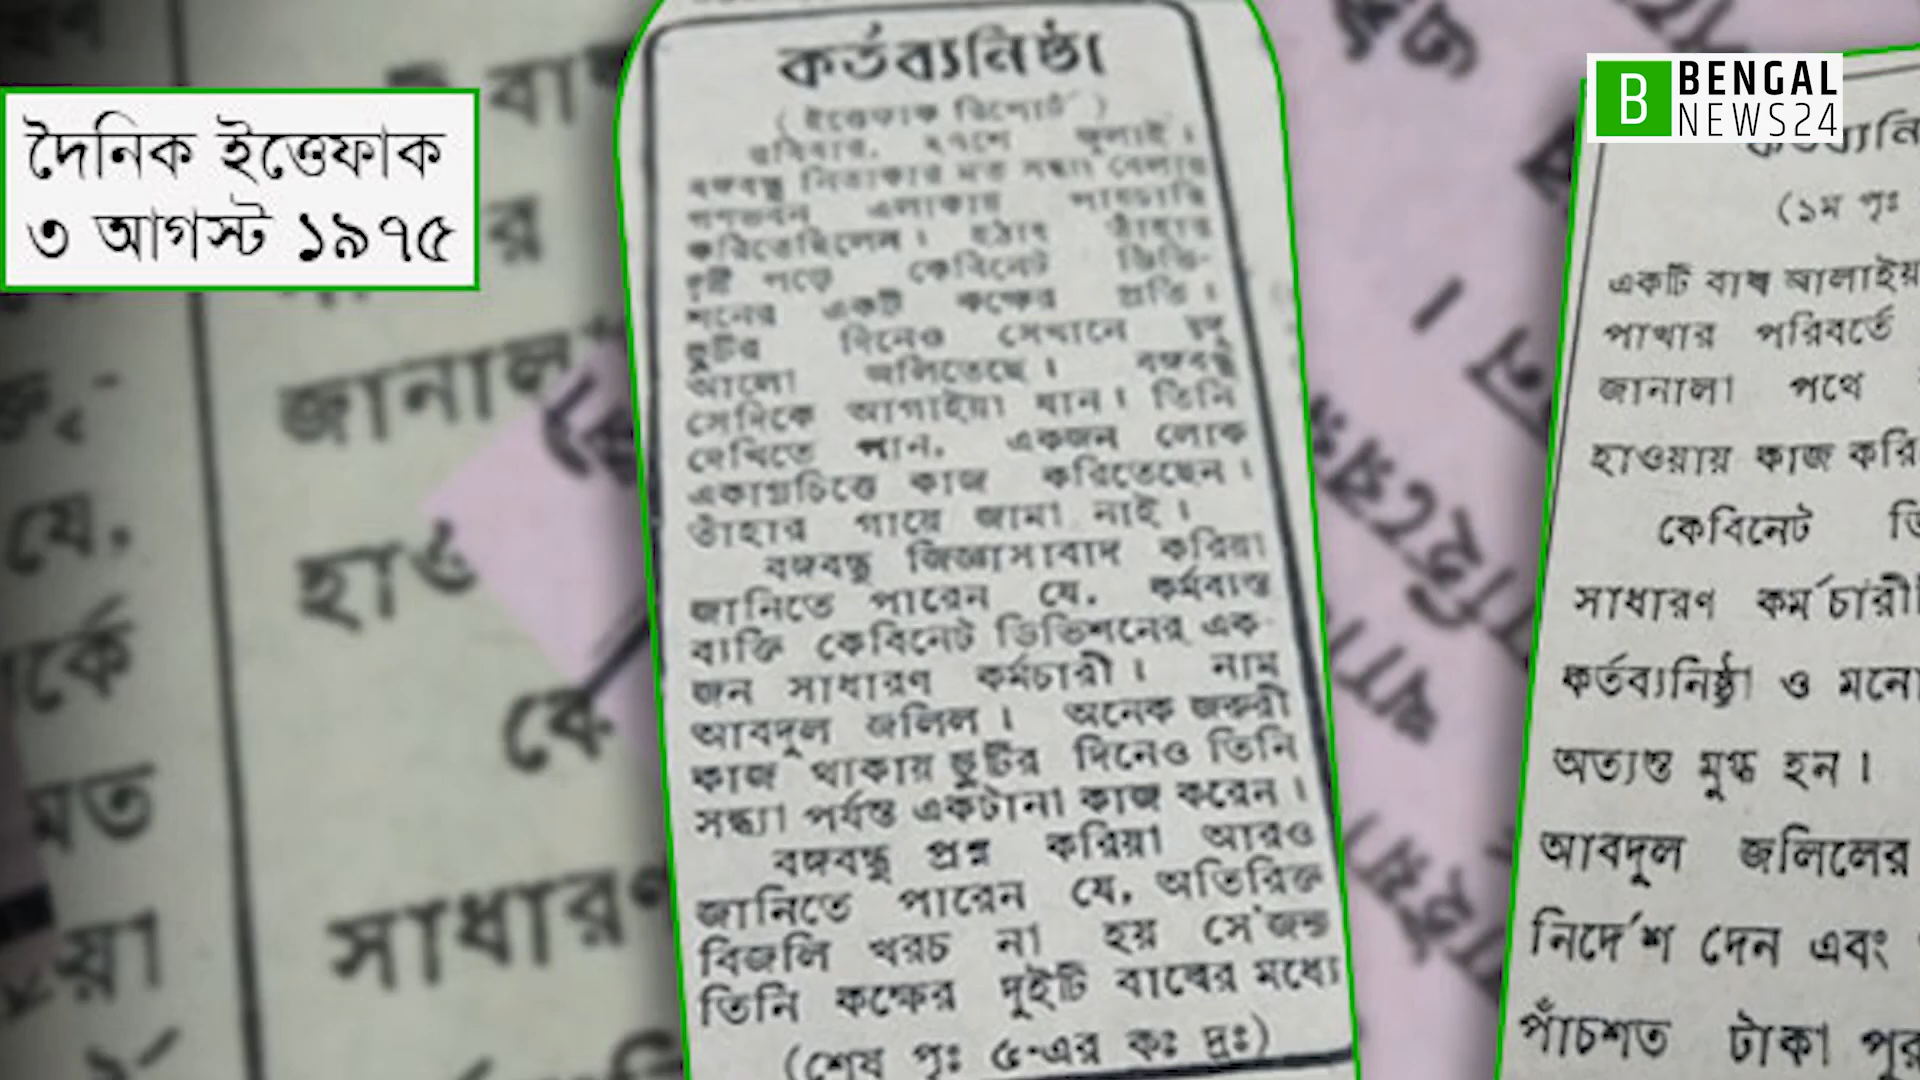 দৈনিক ইত্তেফাক
৩ আগস্ট ১৯৭৫
BENGAL
NEWS24
কর্তব্যনিষ্ঠা
( ইত্তেফাক রিপোর্ট )
রবিবার, ২৭শে জুলাই।
বঙ্গবন্ধু নিত্যকার মত সন্ধ্যা বেলায়
গণভবন এলাকায় পায়চারি
করিতেছিলেন। হঠাৎ তাঁহার
দৃষ্টি পড়ে কেবিনেট ডিভি-
শনের একটি কক্ষের প্রতি।
ছুটির দিনেও সেখানে মৃদু
আলো জ্বলিতেছে। বঙ্গবন্ধু
সেদিকে আগাইয়া যান। তিনি
দেখিতে পান, একজন লোক
একাগ্রচিত্তে কাজ করিতেছেন।
তাঁহার গায়ে জামা নাই।
বঙ্গবন্ধু জিজ্ঞাসাবাদ করিয়া
জানিতে পারেন যে, কর্মব্যস্ত
ব্যক্তি কেবিনেট ডিভিশনের এক-
জন সাধারণ কর্মচারী। নাম
আবদুল জলিল। অনেক জরুরী
কাজ থাকায় ছুটির দিনেও তিনি
সন্ধ্যা পর্যন্ত একটানা কাজ করেন।
বঙ্গবন্ধু প্রশ্ন করিয়া আরও
জানিতে পারেন যে, অতিরিক্ত
বিজলি খরচ না হয় সে'জন্য
তিনি কক্ষের দুইটি বাল্বের মধ্যে
(শেষ পৃঃ ৫-এর কঃ দ্রঃ)
(১ম পৃঃ
একটি বাল্ব জ্বালাইয়
পাখার পরিবর্তে
জানালা পথে
হাওয়ায় কাজ করি
কেবিনেট ডি
সাধারণ কর্মচারী
কর্তব্যনিষ্ঠা ও মনো
অত্যন্ত মুগ্ধ হন।
আবদুল জলিলের
নির্দেশ দেন এবং
পাঁচশত টাকা পুর
জানাল
হাও
কে
সাধারণ
যে,
মত